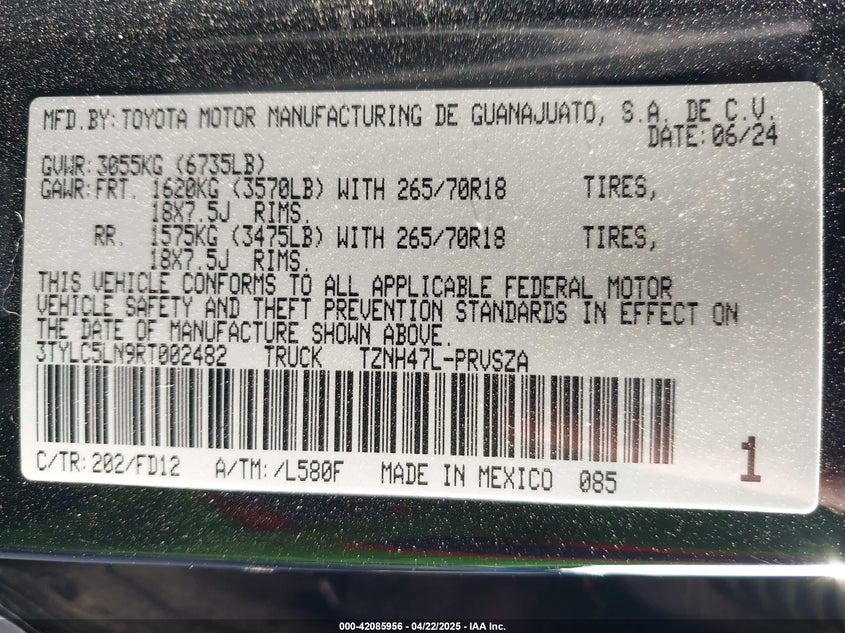 MFD.BY:TOYOTA MOTOR MANUFACTURING DE GUANAJUATO, S.A. DE C.V.
DATE:06/24
GVWR:3055KG (6735LB)
GAWR:FRT. 1620KG (3570LB) WITH 265/70R18 TIRES,
18X7.5J RIMS.
RR. 1575KG (3475LB) WITH 265/70R18 TIRES,
18X7.5J RIMS.
THIS VEHICLE CONFORMS TO ALL APPLICABLE FEDERAL MOTOR
VEHICLE SAFETY AND THEFT PREVENTION STANDARDS IN EFFECT ON
THE DATE OF MANUFACTURE SHOWN ABOVE.
3TYLC5LN9RT002482 TRUCK TZNH47L-PRVSZA
C/TR:202/FD12 A/TM:/L580F MADE IN MEXICO 085
1
000-42085956 - 04/22/2025 - IAA Inc.